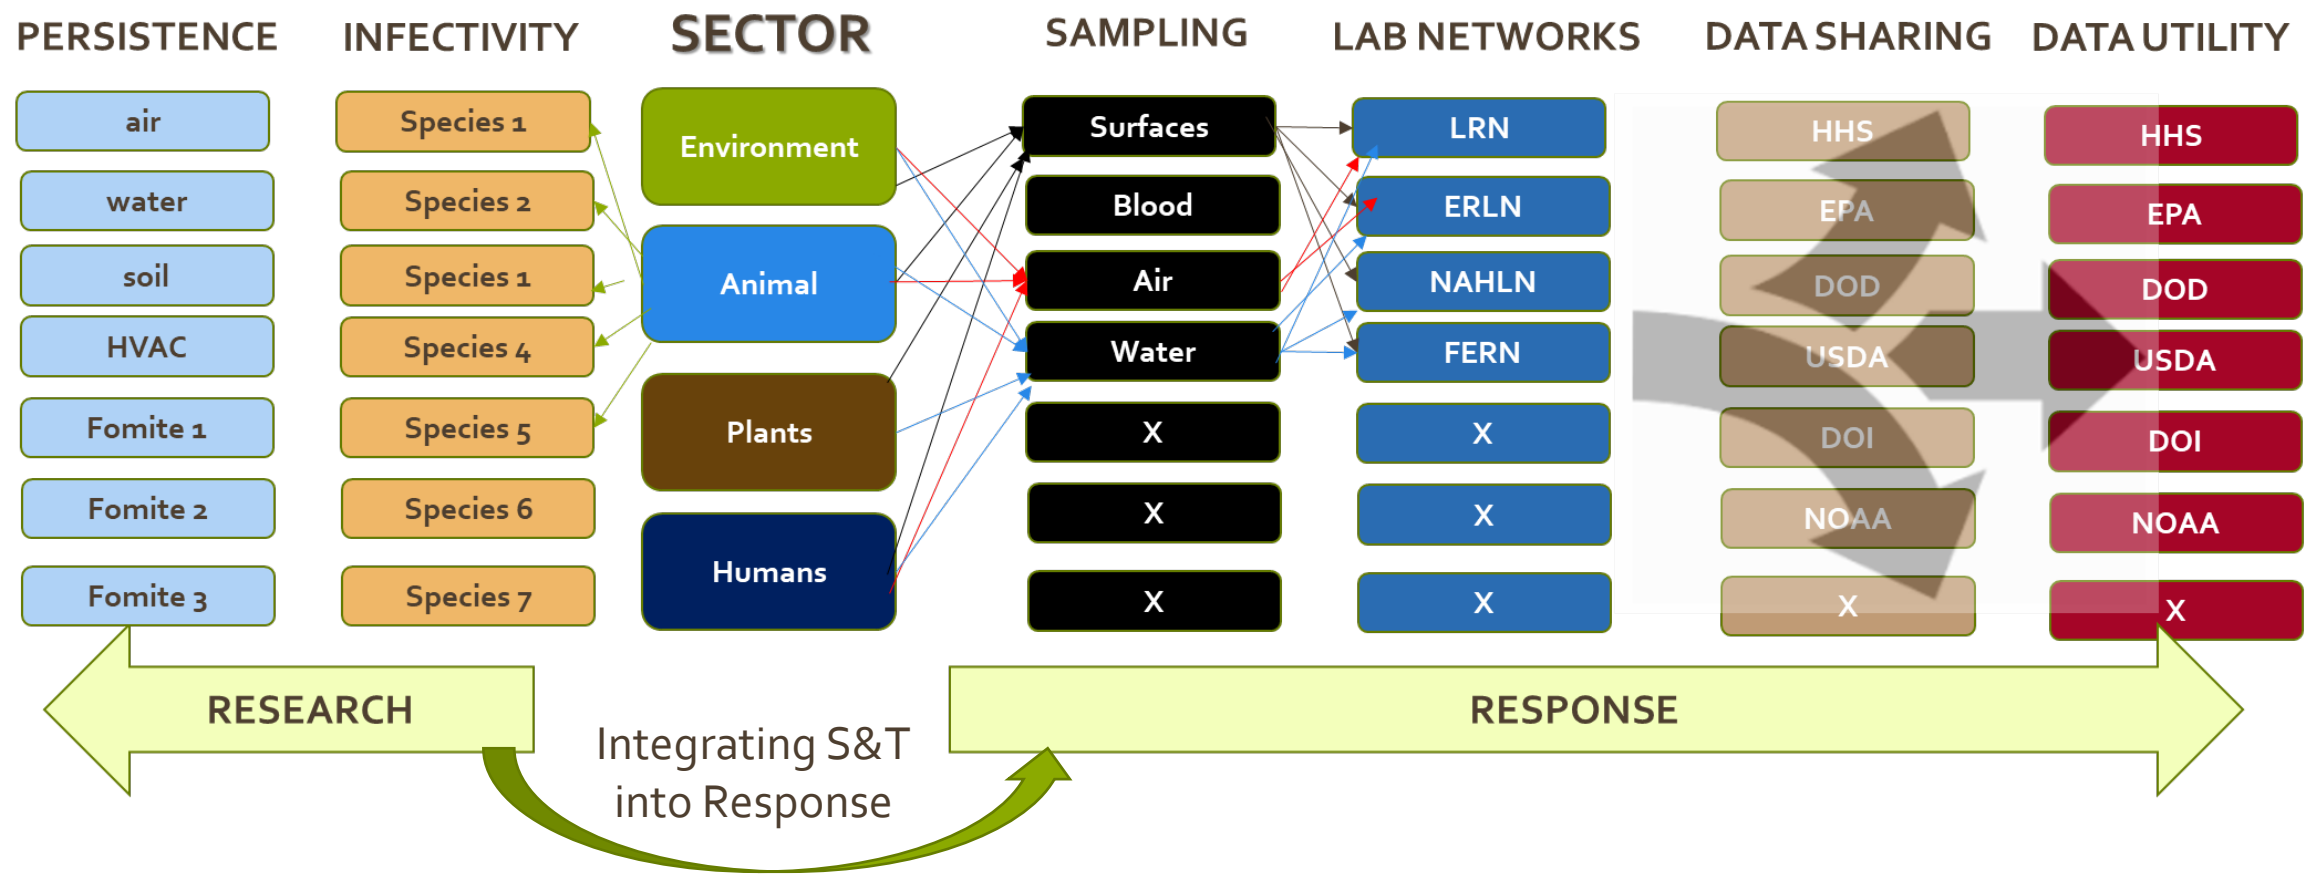 PERSISTENCE
INFECTIVITY
SECTOR
SAMPLING
LAB NETWORKS
DATA SHARING
DATA UTILITY
air
water
soil
HVAC
Fomite 1
Fomite 2
Fomite 3
Species 1
Species 2
Species 1
Species 4
Species 5
Species 6
Species 7
Environment
Animal
Plants
Humans
Surfaces
Blood
Air
Water
X
X
X
LRN
ERLN
NAHLN
FERN
X
X
X
HHS
EPA
DOD
USDA
DOI
NOAA
X
HHS
EPA
DOD
USDA
DOI
NOAA
X
RESEARCH
Integrating S&T
into Response
RESPONSE